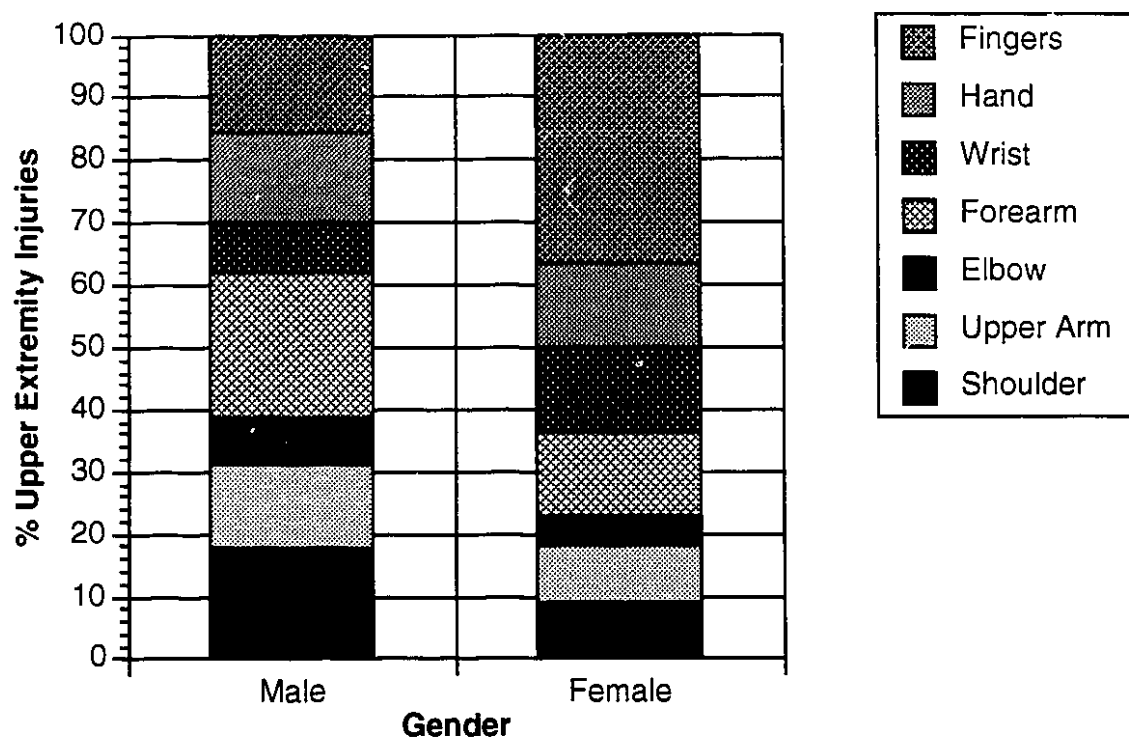 % Upper Extremity Injuries
100
90
80
70
60
50
40
30
20
10
0
Male
Female
Gender
Fingers
Hand
Wrist
Forearm
Elbow
Upper Arm
Shoulder